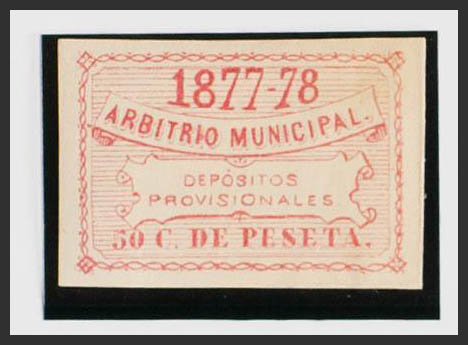 1877-78
ARBITRIO MUNICIPAL.
DEPÓSITOS
PROVISIONALES
50 C. DE PESETA.